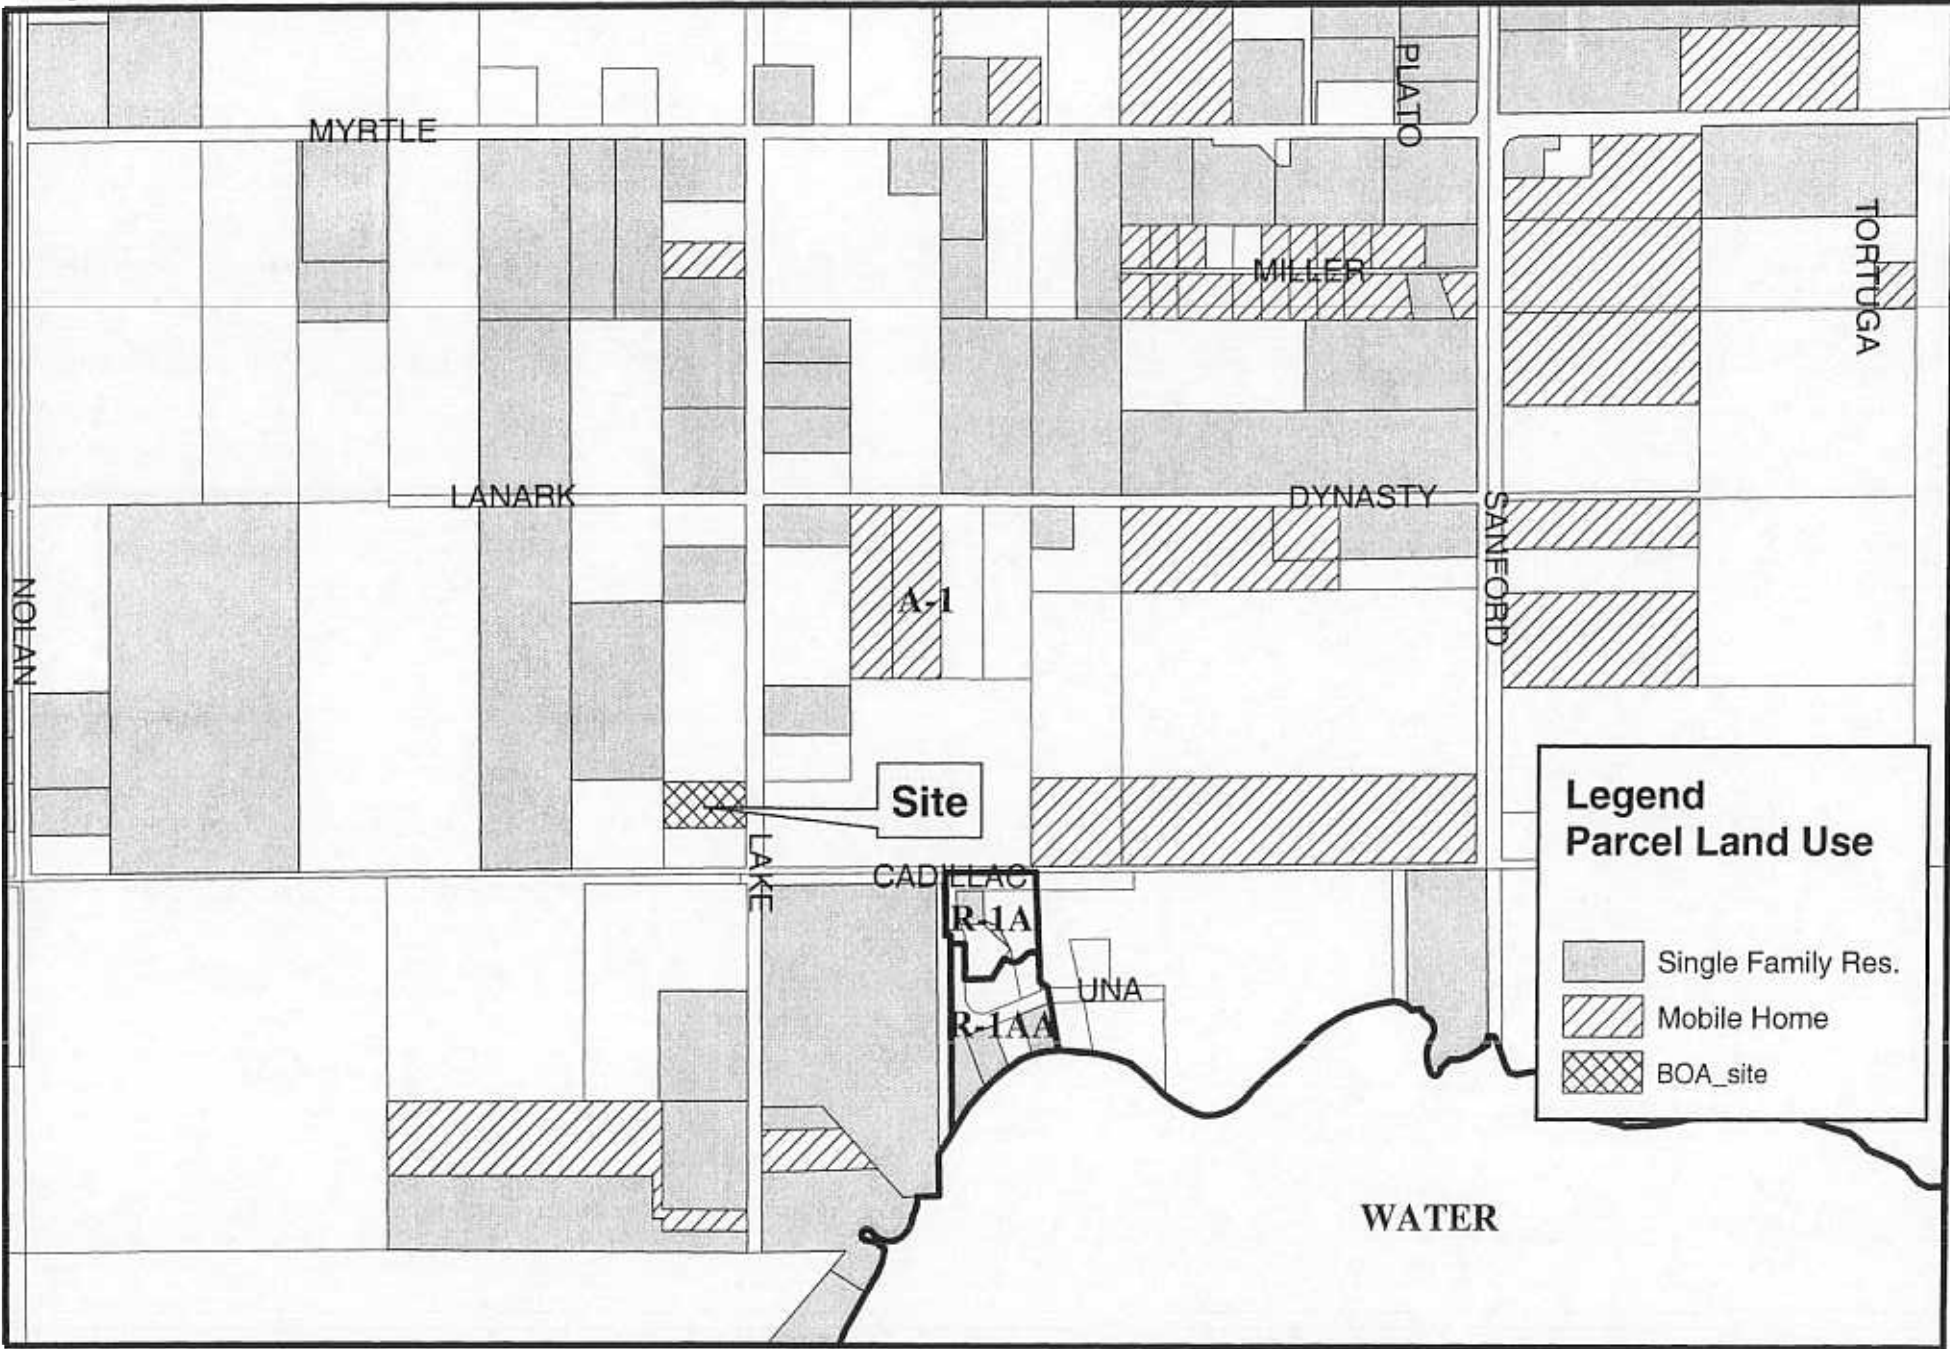 PLATO
MYRTLE
TORTUGA
MILLER
LANARK
DYNASTY
SANFORD
NOLAN
A-1
Site
LAKE
CADILLAC
R-1A
UNA
R-1AA
WATER
Legend
Parcel Land Use
Single Family Res.
Mobile Home
BOA_site